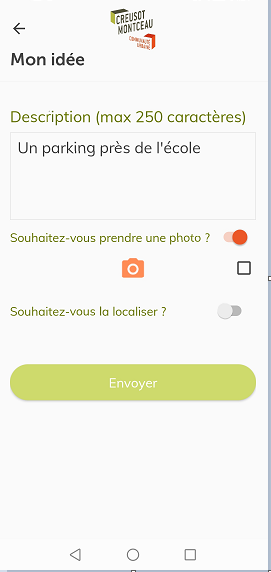 CREUSOT
MONTCEAU
COMMUNAUTÉ
URBAINE
Mon idée
Description (max 250 caractères)
Un parking près de l'école
Souhaitez-vous prendre une photo ?
Souhaitez-vous la localiser ?
Envoyer